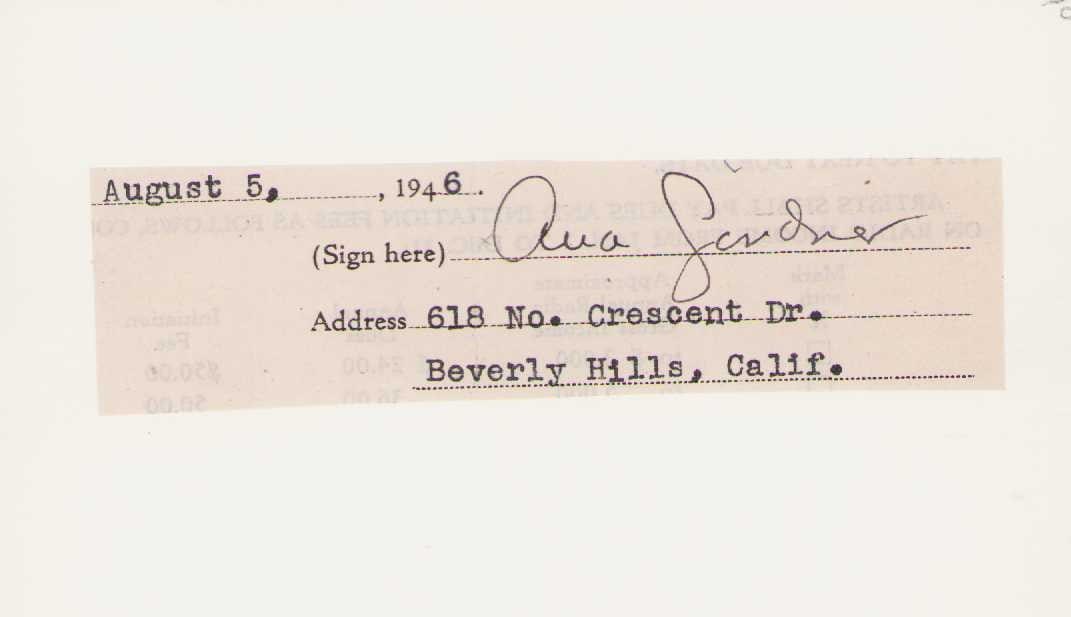 August 5, , 1946.
(Sign here) Ava Gardner
Address 618 No. Crescent Dr.
Beverly Hills, Calif.